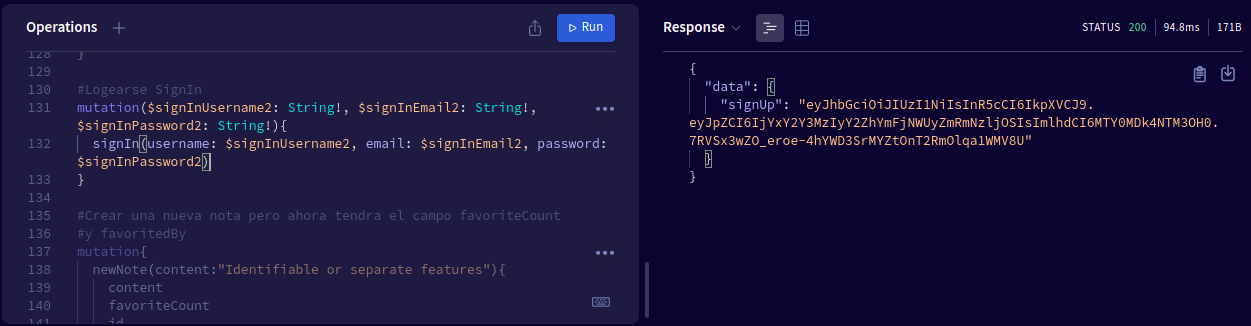 Operations
Run
Response
STATUS 200
94.8ms
171B
128 }
129
130 #Logearse SignIn
131 mutation($signInUsername2: String!, $signInEmail2: String!,
$signInPassword2: String!){
132 signIn(username: $signInUsername2, email: $signInEmail2, password:
$signInPassword2)
133 }
134
135 #Crear una nueva nota pero ahora tendra el campo favoriteCount
136 #y favoritedBy
137 mutation{
138 newNote(content:"Identifiable or separate features"){
139 content
140 favoriteCount
141 id
{
"data": {
"signUp": "eyJhbGciOiJIUzI1NiIsInR5cCI6IkpXVCJ9.
eyJpZCI6IjYxY2Y3MzIyY2ZhYmFjNWUyZmRmNzljOSIsImlhdCI6MTY0MDk4NTM3OH0.
7RVSx3wZO_eroe-4hYWD3SrMYZtOnT2RmOlqa1WMV8U"
}
}